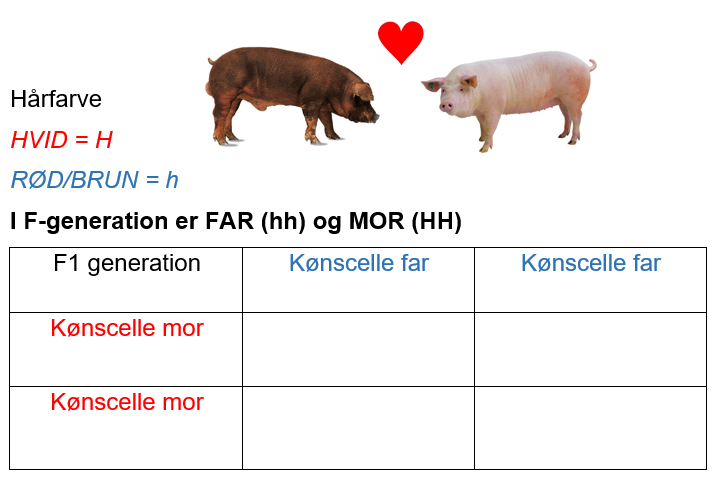 Hårfarve
HVID = H
RØD/BRUN = h
I F-generation er FAR (hh) og MOR (HH)
F1 generation Kønscelle far Kønscelle far
Kønscelle mor
Kønscelle mor